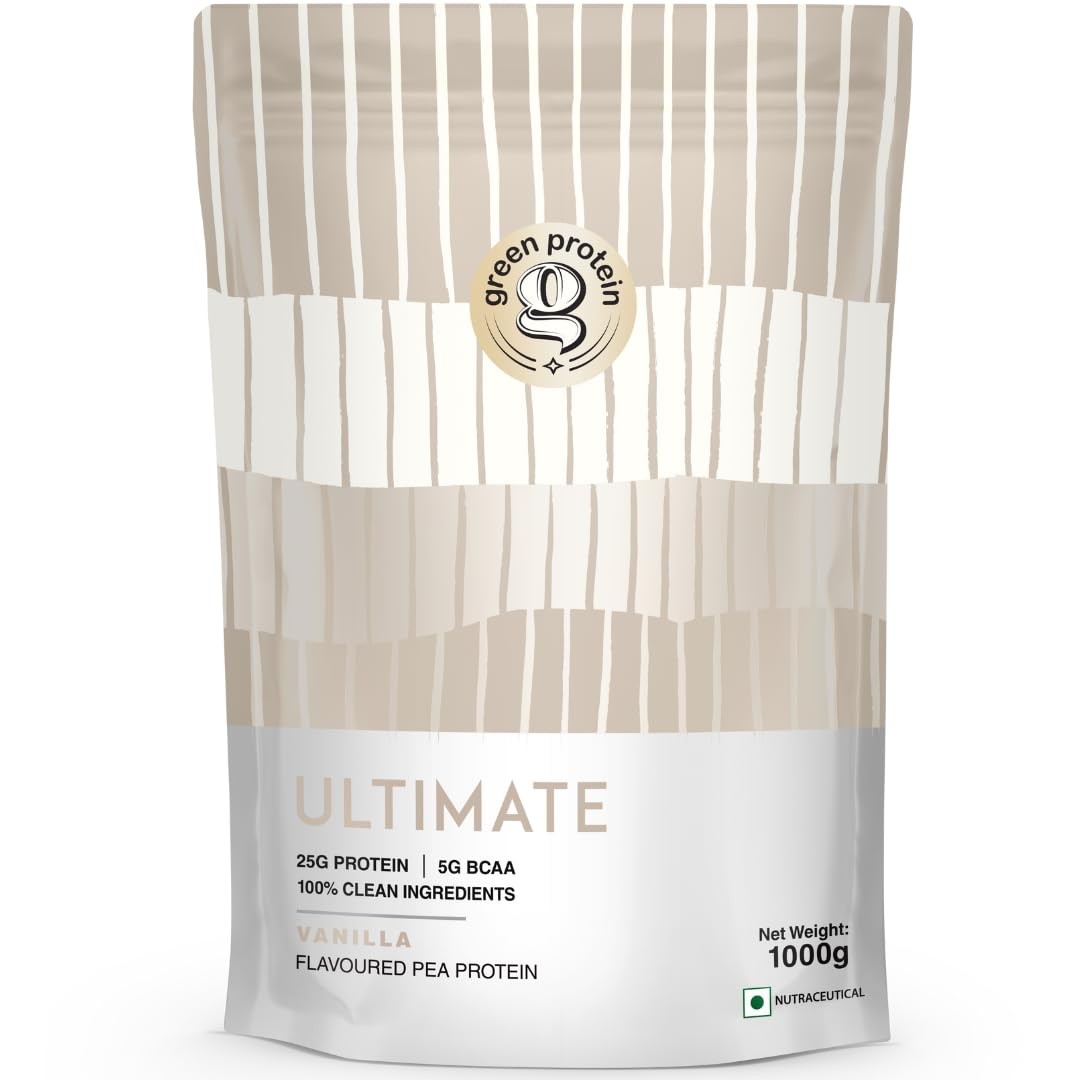 green protein
g
ULTIMATE
25G PROTEIN | 5G BCAA
100% CLEAN INGREDIENTS
VANILLA
FLAVOURED PEA PROTEIN
Net Weight:
1000g
NUTRACEUTICAL